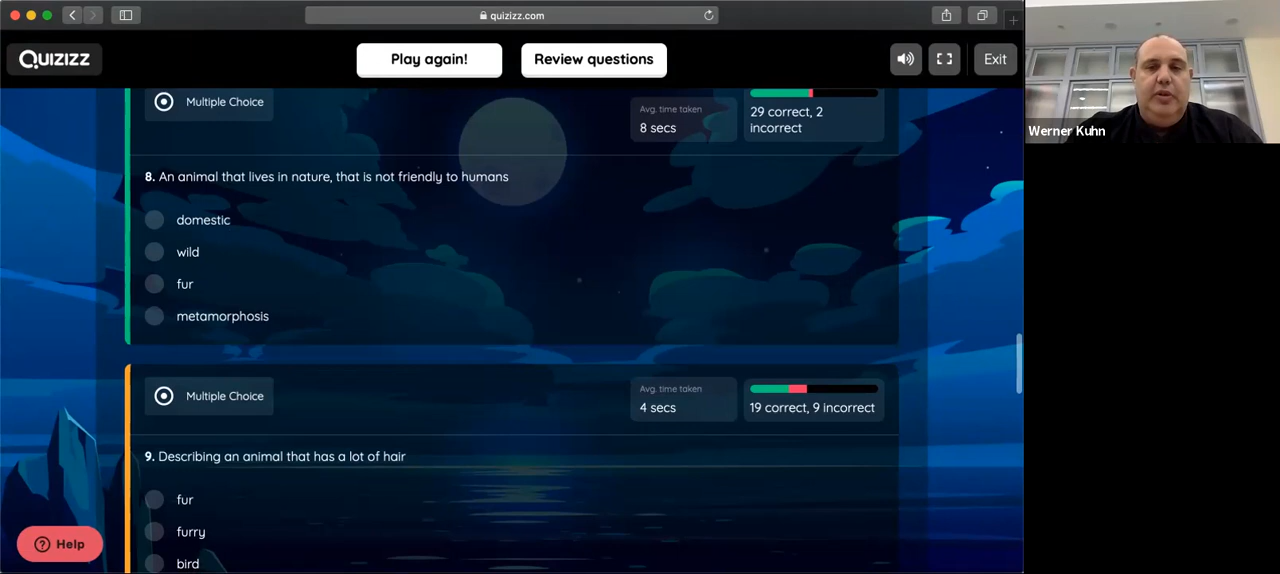 quizizz.com
QUIZIZZ
Play again!
Review questions
Exit
Multiple Choice
Avg. time taken
8 secs
29 correct, 2
incorrect
Werner Kuhn
8. An animal that lives in nature, that is not friendly to humans
domestic
wild
fur
metamorphosis
Multiple Choice
Avg. time taken
4 secs
19 correct, 9 incorrect
9. Describing an animal that has a lot of hair
fur
furry
bird
Help